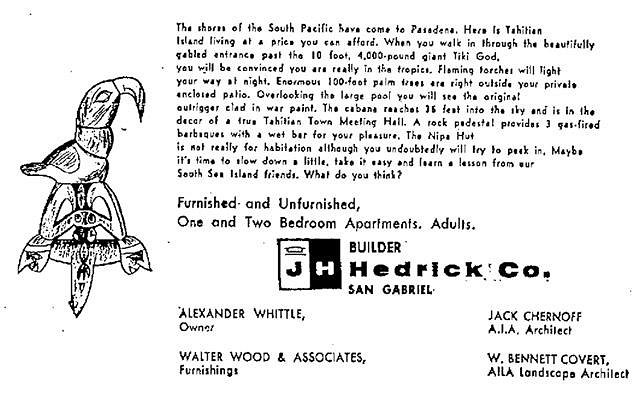 The shores of the South Pacific have come to Pasadena. Here Is Tahitian
Island living at a price you can afford. When you walk in through the beautifully
gabled entrance past the 10 foot, 4,000-pound giant Tiki God,
you will be convinced you are really in the tropics. Flaming torches will light
your way at night. Enormous 100-foot palm trees are right outside your private
enclosed patio. Overlooking the large pool you will see the original
outrigger clad in war paint. The cabana reaches 36 feet into the sky and is in the
decor of a true Tahitian Town Meeting Hall. A rock pedestal provides 3 gas-fired
barbeques with a wet bar for your pleasure. The Nipa Hut
is not really for habitation although you undoubtedly will try to peek in. Maybe
it's time to slow down a little, take it easy and learn a lesson from our
South Sea Island friends. What do you think?
Furnished and Unfurnished,
One and Two Bedroom Apartments. Adults.
BUILDER
JH Hedrick Co.
SAN GABRIEL
ALEXANDER WHITTLE,
Owner
JACK CHERNOFF
A.I.A. Architect
WALTER WOOD & ASSOCIATES,
Furnishings
W. BENNETT COVERT,
AILA Landscape Architect